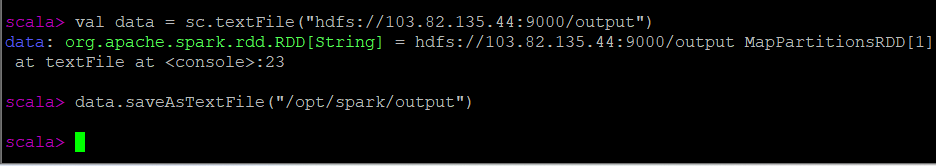 scala> val data = sc.textFile("hdfs://103.82.135.44:9000/output")
data: org.apache.spark.rdd.RDD[String] = hdfs://103.82.135.44:9000/output MapPartitionsRDD[1]
 at textFile at <console>:23
scala> data.saveAsTextFile("/opt/spark/output")
scala>